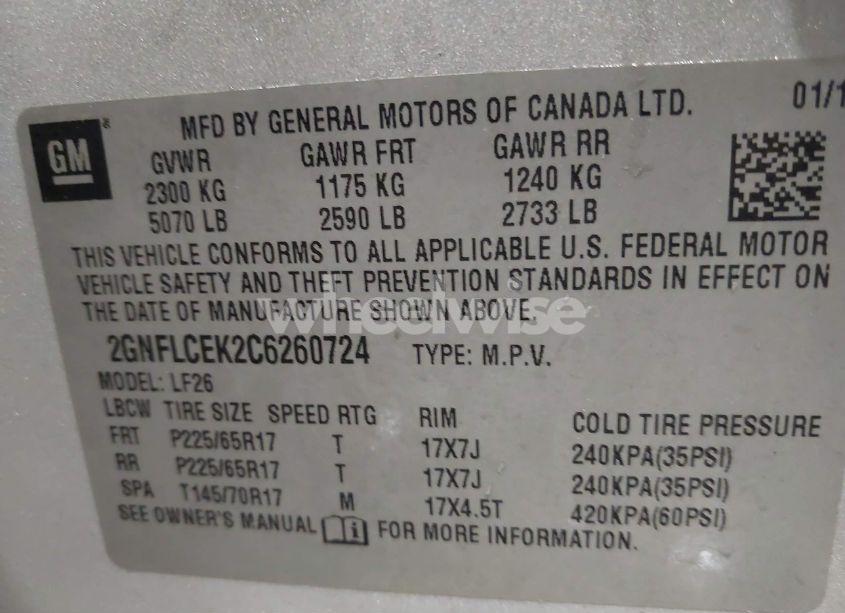 MFD BY GENERAL MOTORS OF CANADA LTD. 01/1
GM
GVWR GAWR FRT GAWR RR
2300 KG 1175 KG 1240 KG
5070 LB 2590 LB 2733 LB
THIS VEHICLE CONFORMS TO ALL APPLICABLE U.S. FEDERAL MOTOR
VEHICLE SAFETY AND THEFT PREVENTION STANDARDS IN EFFECT ON
THE DATE OF MANUFACTURE SHOWN ABOVE.
wheelwise
2GNFLCEK2C6260724 TYPE: M.P.V.
MODEL: LF26
LBCW TIRE SIZE SPEED RTG RIM COLD TIRE PRESSURE
FRT P225/65R17 T 17X7J 240KPA(35PSI)
RR P225/65R17 T 17X7J 240KPA(35PSI)
SPA T145/70R17 M 17X4.5T 420KPA(60PSI)
SEE OWNER'S MANUAL i FOR MORE INFORMATION.